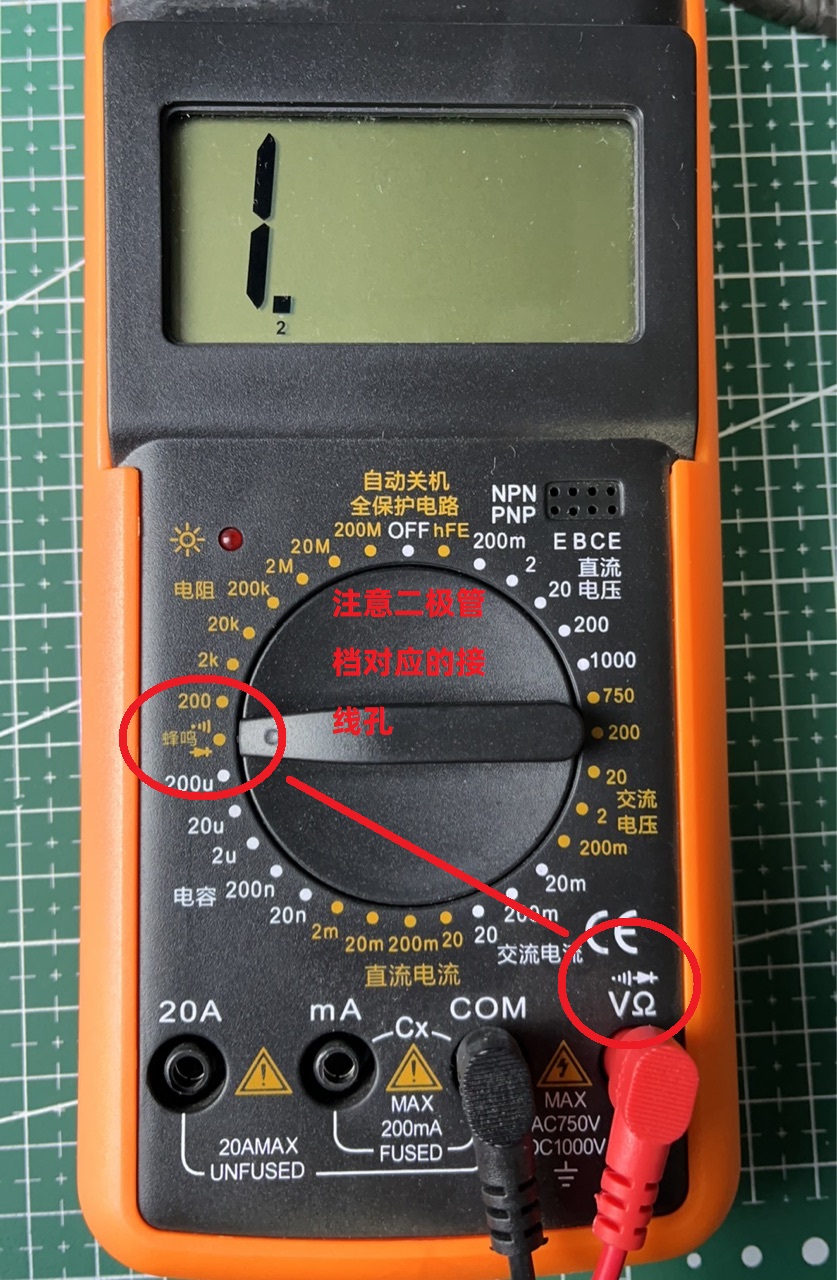 1.
2
自动关机
全保护电路
NPN
PNP
EBCE
200M
OFF
hFE
20M
200m
2M
2
直流
电压
电阻
200k
20
20k
200
2k
1000
注意二极管
档对应的接
线孔
200
750
蜂鸣
200
200u
20
20u
2
交流
电压
2u
200m
电容
200n
20m
20n
200m
2m
20m
200m
20
20
交流电流
直流电流
CE
VΩ
20A
mA
COM
Cx
MAX
200mA
FUSED
MAX
AC750V
DC1000V
20AMAX
UNFUSED